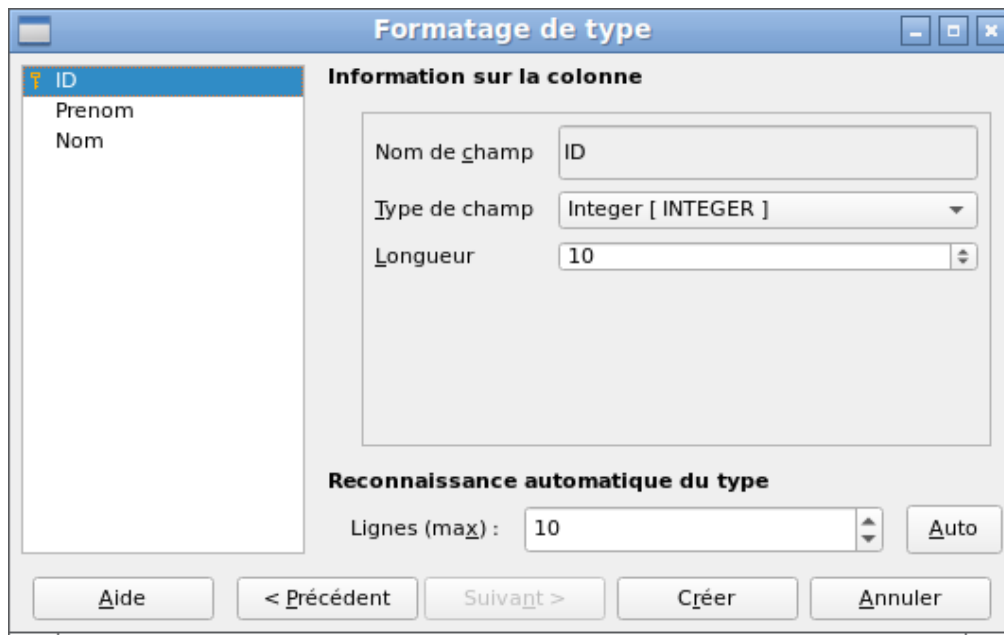 Formatage de type
ID
Prenom
Nom
Information sur la colonne
Nom de champ ID
Type de champ Integer [ INTEGER ]
Longueur 10
Reconnaissance automatique du type
Lignes (max) : 10 Auto
Aide < Précédent Suivant > Créer Annuler